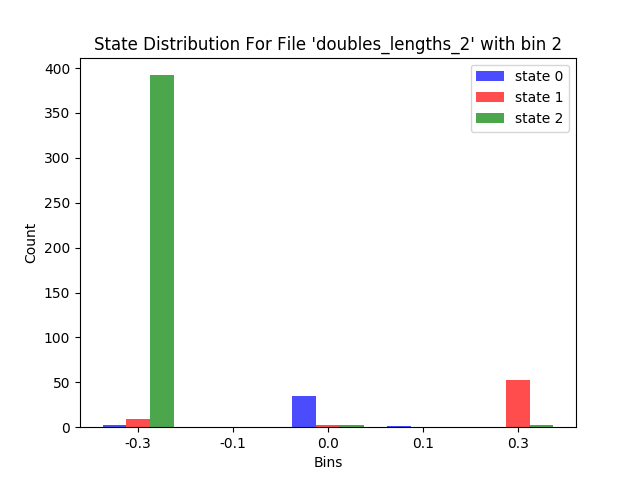 State Distribution For File 'doubles_lengths_2' with bin 2
400
350
300
250
200
150
100
50
0
Count
state 0
state 1
state 2
-0.3 -0.1 0.0 0.1 0.3
Bins